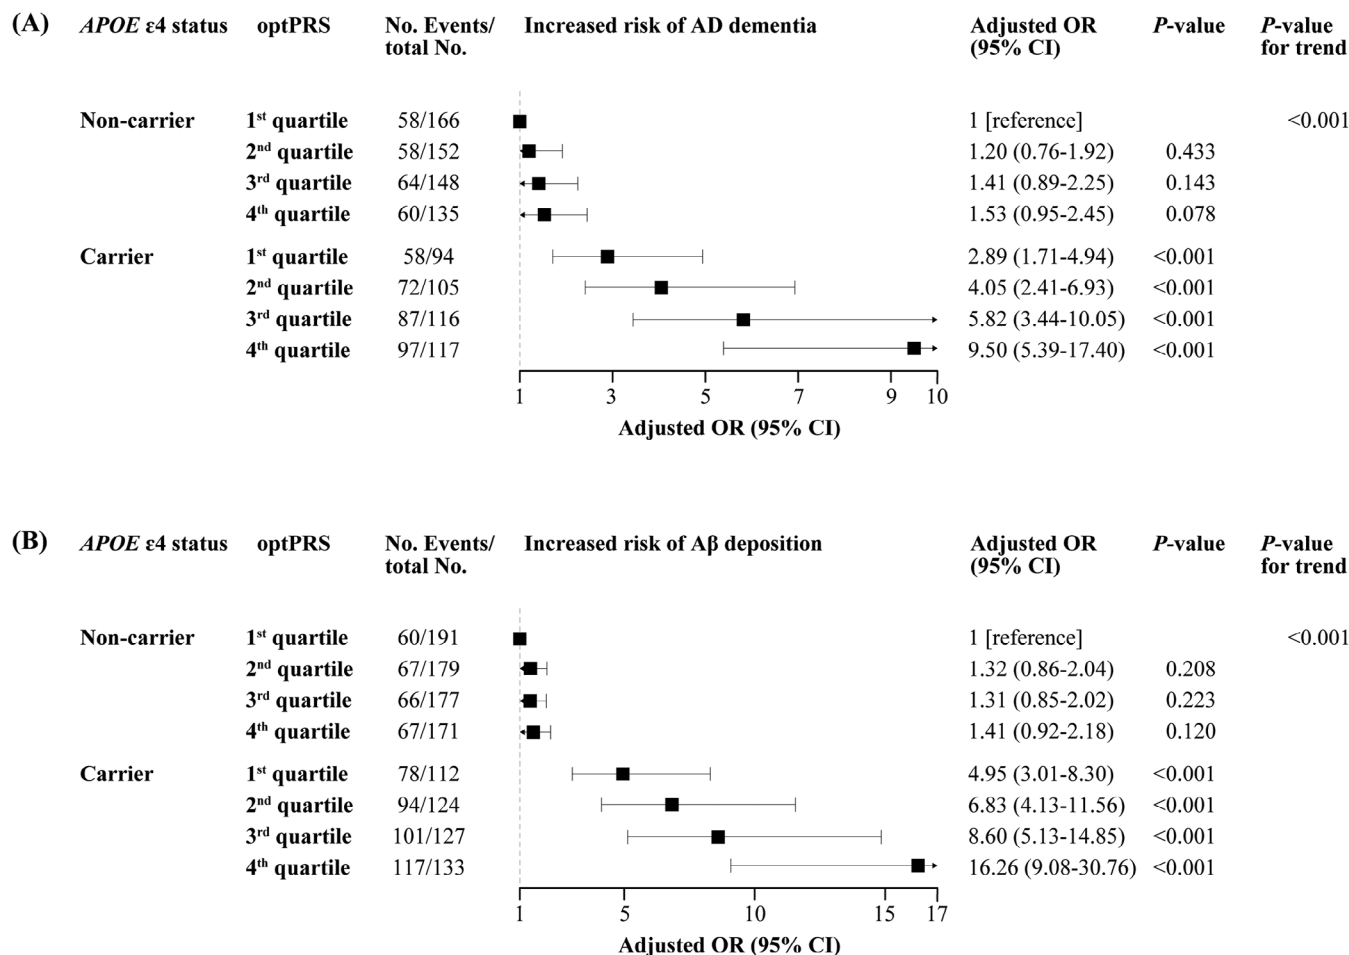 (A) APOE ε4 status optPRS No. Events/ Increased risk of AD dementia Adjusted OR P-value P-value
total No. (95% CI) for trend
Non-carrier 1st quartile 58/166 1 [reference] <0.001
2nd quartile 58/152 1.20 (0.76-1.92) 0.433
3rd quartile 64/148 1.41 (0.89-2.25) 0.143
4th quartile 60/135 1.53 (0.95-2.45) 0.078
Carrier 1st quartile 58/94 2.89 (1.71-4.94) <0.001
2nd quartile 72/105 4.05 (2.41-6.93) <0.001
3rd quartile 87/116 5.82 (3.44-10.05) <0.001
4th quartile 97/117 9.50 (5.39-17.40) <0.001
1 3 5 7 9 10
Adjusted OR (95% CI)
(B) APOE ε4 status optPRS No. Events/ Increased risk of Aβ deposition Adjusted OR P-value P-value
total No. (95% CI) for trend
Non-carrier 1st quartile 60/191 1 [reference] <0.001
2nd quartile 67/179 1.32 (0.86-2.04) 0.208
3rd quartile 66/177 1.31 (0.85-2.02) 0.223
4th quartile 67/171 1.41 (0.92-2.18) 0.120
Carrier 1st quartile 78/112 4.95 (3.01-8.30) <0.001
2nd quartile 94/124 6.83 (4.13-11.56) <0.001
3rd quartile 101/127 8.60 (5.13-14.85) <0.001
4th quartile 117/133 16.26 (9.08-30.76) <0.001
1 5 10 15 17
Adjusted OR (95% CI)